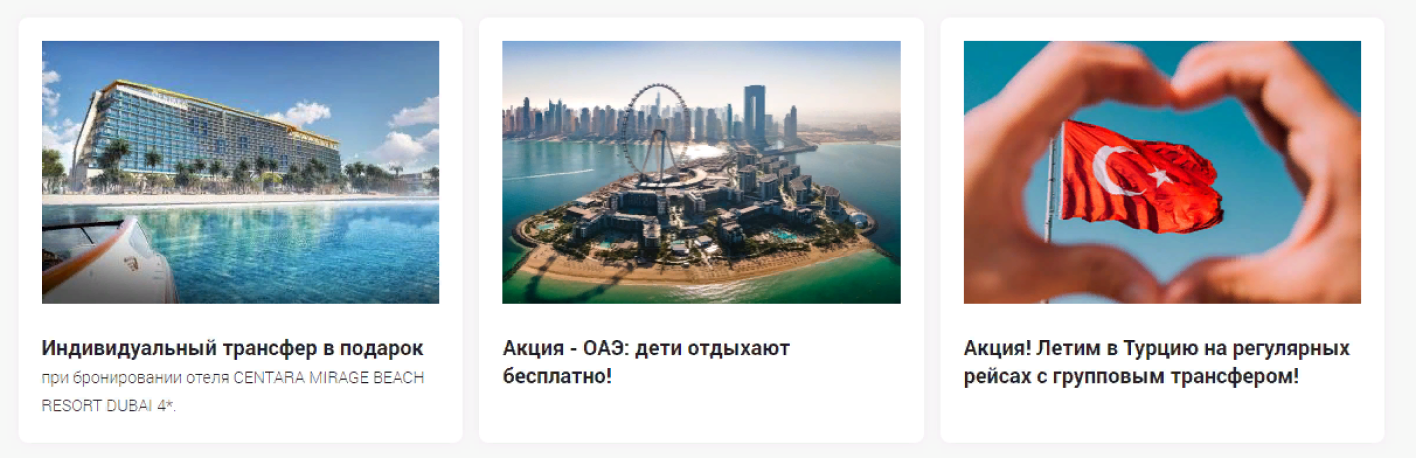 Индивидуальный трансфер в подарок
при бронировании отеля CENTARA MIRAGE BEACH
RESORT DUBAI 4*.
Акция - ОАЭ: дети отдыхают
бесплатно!
Акция! Летим в Турцию на регулярных
рейсах с групповым трансфером!